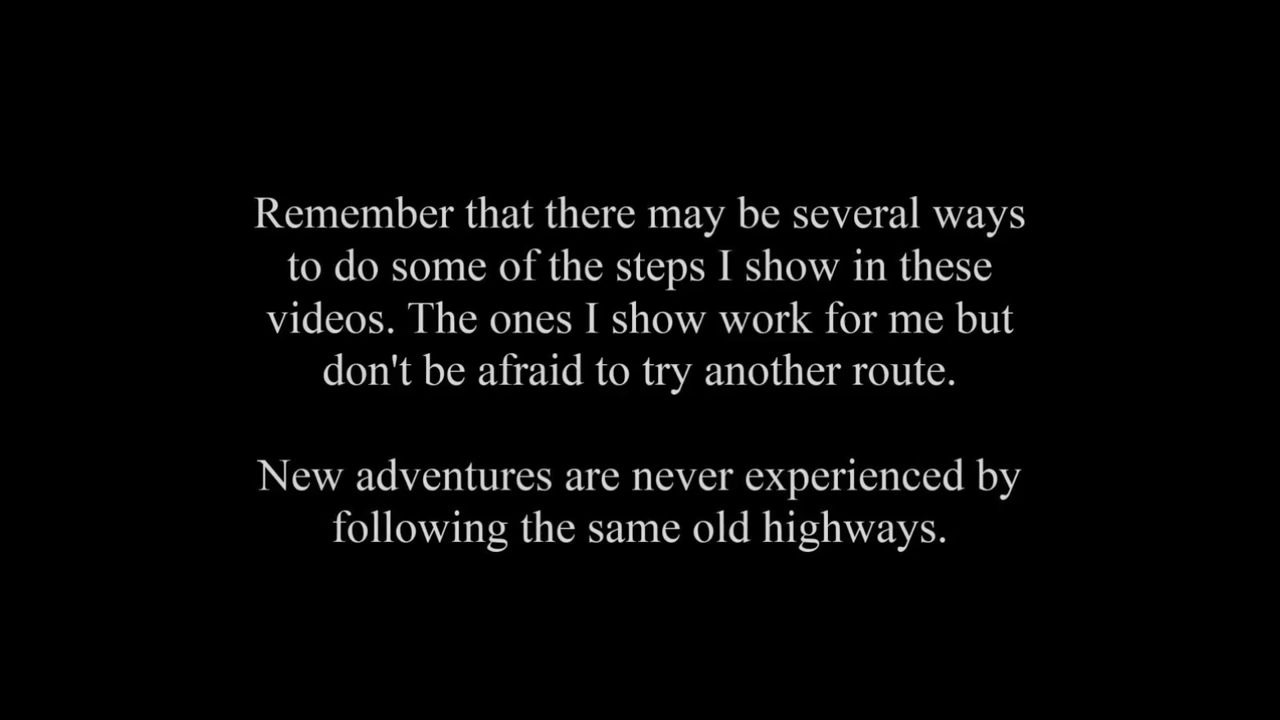 Remember that there may be several ways
to do some of the steps I show in these
videos. The ones I show work for me but
don't be afraid to try another route.
New adventures are never experienced by
following the same old highways.